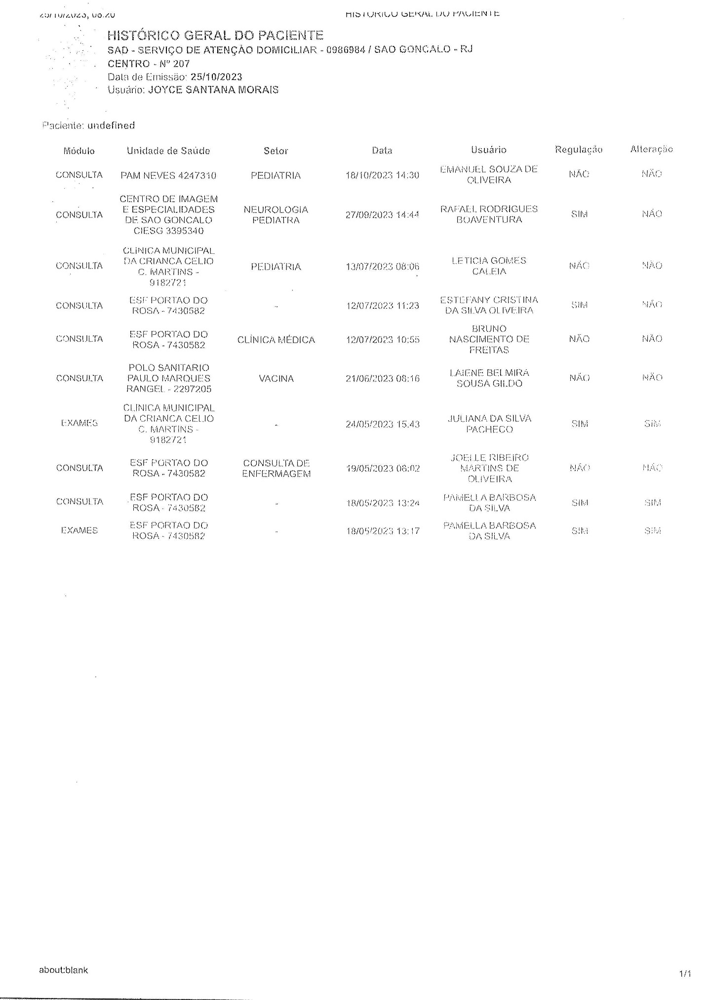 25/10/2023, 08:20 HISTÓRICO GERAL DO PACIENTE
HISTÓRICO GERAL DO PACIENTE
SAD - SERVIÇO DE ATENÇÃO DOMICILIAR - 0986984 / SAO GONCALO - RJ
CENTRO - Nº 207
Data de Emissão: 25/10/2023
Usuário: JOYCE SANTANA MORAIS
Paciente: undefined
Módulo Unidade de Saúde Setor Data Usuário Regulação Alteração
EMANUEL SOUZA DE
CONSULTA PAM NEVES 4247310 PEDIATRIA 18/10/2023 14:30 NÃO NÃO
OLIVEIRA
CENTRO DE IMAGEM
E ESPECIALIDADES NEUROLOGIA RAFAEL RODRIGUES
CONSULTA 27/09/2023 14:44 SIM NÃO
DE SAO GONCALO PEDIATRA BOAVENTURA
CIESG 3395340
CLINICA MUNICIPAL
DA CRIANCA CELIO LETICIA GOMES
CONSULTA PEDIATRIA 13/07/2023 08:06 NÃO NÃO
C. MARTINS - CALEIA
9182721
ESF PORTAO DO ESTEFANY CRISTINA
CONSULTA - 12/07/2023 11:23 SIM NÃO
ROSA - 7430582 DA SILVA OLIVEIRA
BRUNO
ESF PORTAO DO
CONSULTA CLÍNICA MÉDICA 12/07/2023 10:55 NASCIMENTO DE NÃO NÃO
ROSA - 7430582
FREITAS
POLO SANITARIO
LAIENE BELMIRA
CONSULTA PAULO MARQUES VACINA 21/06/2023 08:16 NÃO NÃO
SOUSA GILDO
RANGEL - 2297205
CLINICA MUNICIPAL
DA CRIANCA CELIO JULIANA DA SILVA
EXAMES - 24/05/2023 15:43 SIM SIM
C. MARTINS - PACHECO
9182721
JOELLE RIBEIRO
ESF PORTAO DO CONSULTA DE
CONSULTA 19/05/2023 08:02 MARTINS DE NÃO NÃO
ROSA - 7430582 ENFERMAGEM
OLIVEIRA
ESF PORTAO DO PAMELLA BARBOSA
CONSULTA - 18/05/2023 13:24 SIM SIM
ROSA - 7430582 DA SILVA
ESF PORTAO DO PAMELLA BARBOSA
EXAMES - 18/05/2023 13:17 SIM SIM
ROSA - 7430582 DA SILVA
about:blank 1/1